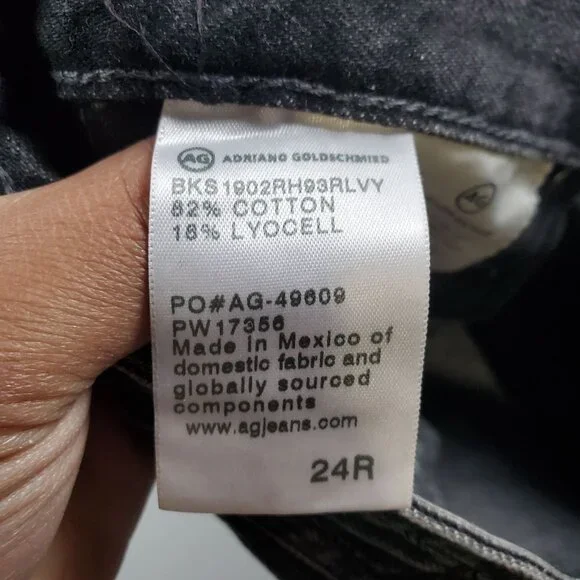 AG ADRIANO GOLDSCHMIED
BKS1902RH93RLVY
82% COTTON
18% LYOCELL
PO#AG-49609
PW17356
Made in Mexico of
domestic fabric and
globally sourced
components
www.agjeans.com
24R
AG